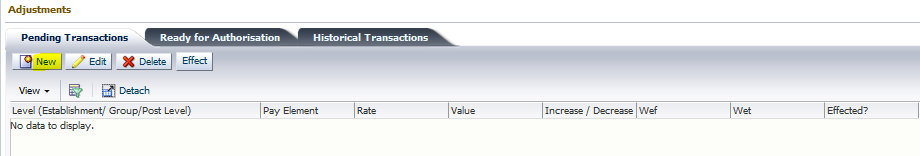 Adjustments
Pending Transactions Ready for Authorisation Historical Transactions
New Edit Delete Effect
View Detach
Level (Establishment/ Group/Post Level) Pay Element Rate Value Increase / Decrease Wef Wet Effected?
No data to display.